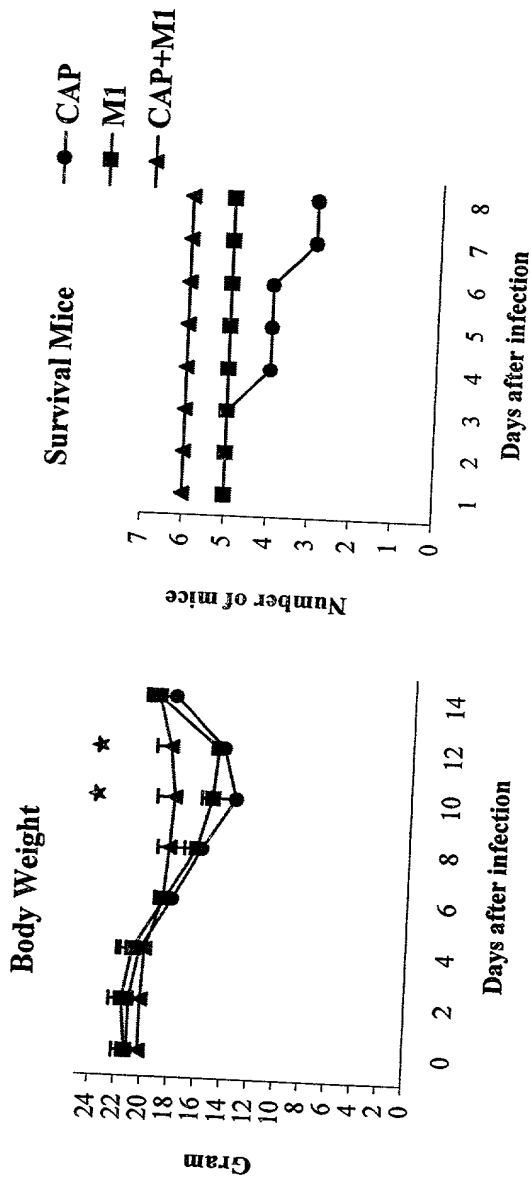 Body Weight
Gram
24
22
20
18
16
14
12
10
8
6
4
2
0
0 2 4 6 8 10 12 14
Days after infection
Survival Mice
Number of mice
7
6
5
4
3
2
1
0
1 2 3 4 5 6 7 8
Days after infection
CAP
M1
CAP+M1